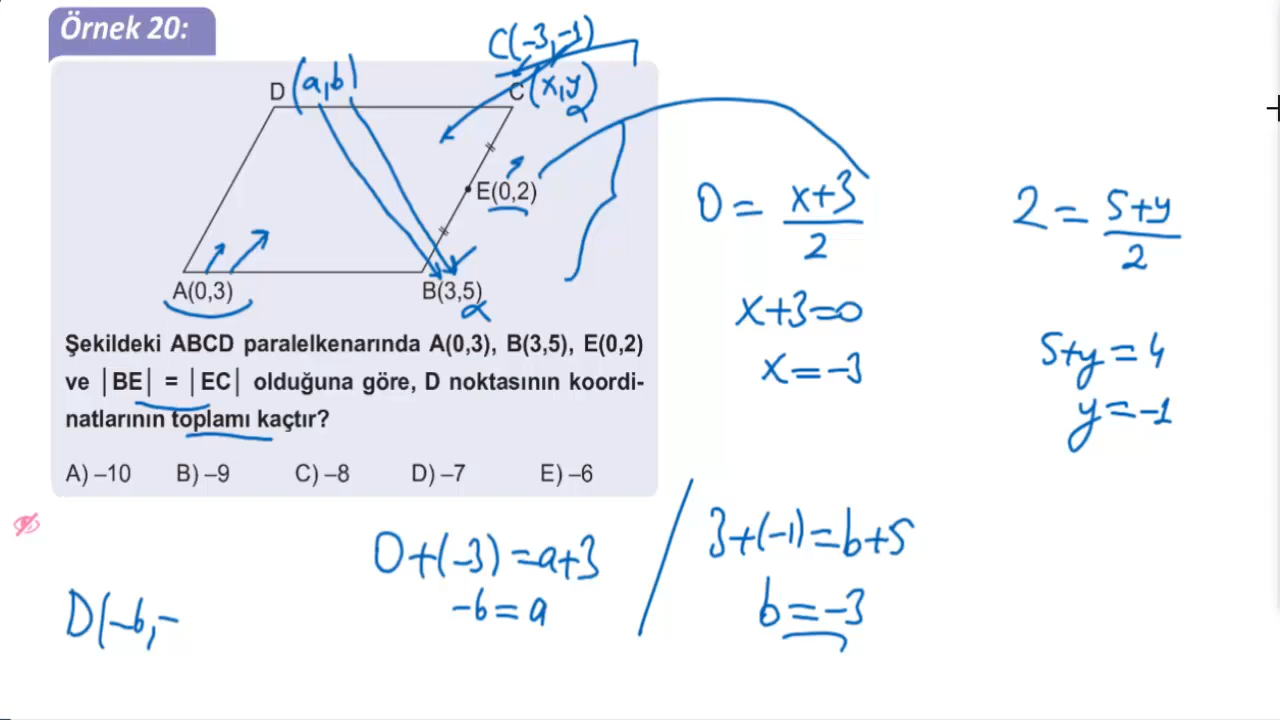 Örnek 20:
C(-3,-1)
D (a,b)
C (x,y)
E(0,2)
A(0,3)
B(3,5)
Şekildeki ABCD paralelkenarında A(0,3), B(3,5), E(0,2)
ve |BE| = |EC| olduğuna göre, D noktasının koordi-
natlarının toplamı kaçtır?
A) –10 B) –9 C) –8 D) –7 E) –6
0 = x+3 / 2
x+3=0
x = -3
2 = 5+y / 2
5+y = 4
y = -1
0+(-3) = a+3
-6 = a
3+(-1) = b+5
b = -3
D(-6,-